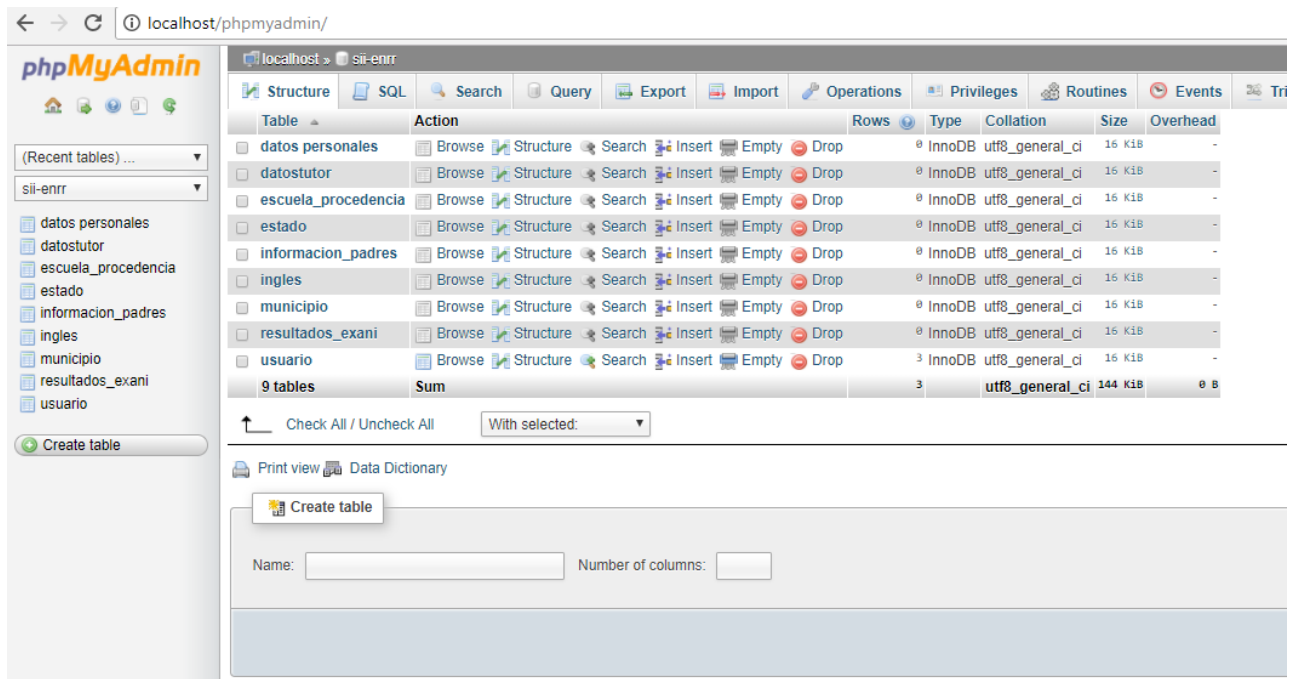 localhost/phpmyadmin/
phpMyAdmin
(Recent tables) ...
sii-enrr
datos personales
datostutor
escuela_procedencia
estado
informacion_padres
ingles
municipio
resultados_exani
usuario
Create table
localhost » sii-enrr
Structure SQL Search Query Export Import Operations Privileges Routines Events Tri
Table Action Rows Type Collation Size Overhead
datos personales Browse Structure Search Insert Empty Drop 0 InnoDB utf8_general_ci 16 KiB -
datostutor Browse Structure Search Insert Empty Drop 0 InnoDB utf8_general_ci 16 KiB -
escuela_procedencia Browse Structure Search Insert Empty Drop 0 InnoDB utf8_general_ci 16 KiB -
estado Browse Structure Search Insert Empty Drop 0 InnoDB utf8_general_ci 16 KiB -
informacion_padres Browse Structure Search Insert Empty Drop 0 InnoDB utf8_general_ci 16 KiB -
ingles Browse Structure Search Insert Empty Drop 0 InnoDB utf8_general_ci 16 KiB -
municipio Browse Structure Search Insert Empty Drop 0 InnoDB utf8_general_ci 16 KiB -
resultados_exani Browse Structure Search Insert Empty Drop 0 InnoDB utf8_general_ci 16 KiB -
usuario Browse Structure Search Insert Empty Drop 3 InnoDB utf8_general_ci 16 KiB -
9 tables Sum 3 utf8_general_ci 144 KiB 0 B
Check All / Uncheck All With selected:
Print view Data Dictionary
Create table
Name: Number of columns: